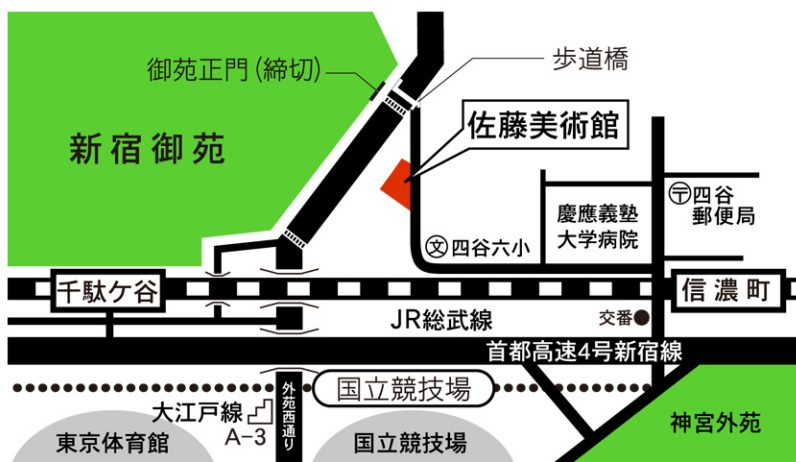 御苑正門(締切)
歩道橋
佐藤美術館
新宿御苑
慶應義塾
大学病院
〒四谷
郵便局
文 四谷六小
千駄ケ谷
信濃町
JR総武線
交番
首都高速4号新宿線
国立競技場
大江戸線
A-3
外苑西通り
東京体育館
国立競技場
神宮外苑